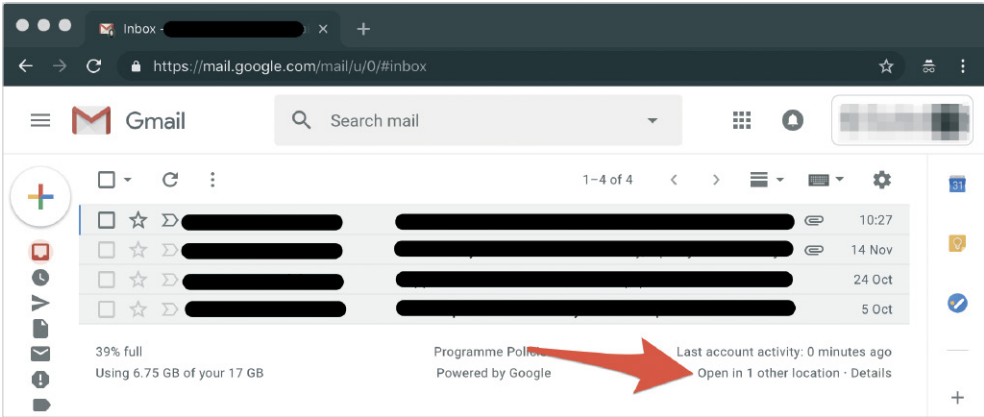 Inbox -
https://mail.google.com/mail/u/0/#inbox
Gmail
Search mail
1–4 of 4
31
10:27
14 Nov
24 Oct
5 Oct
39% full
Using 6.75 GB of your 17 GB
Programme
Powered by Google
Last account activity: 0 minutes ago
Open in 1 other location · Details